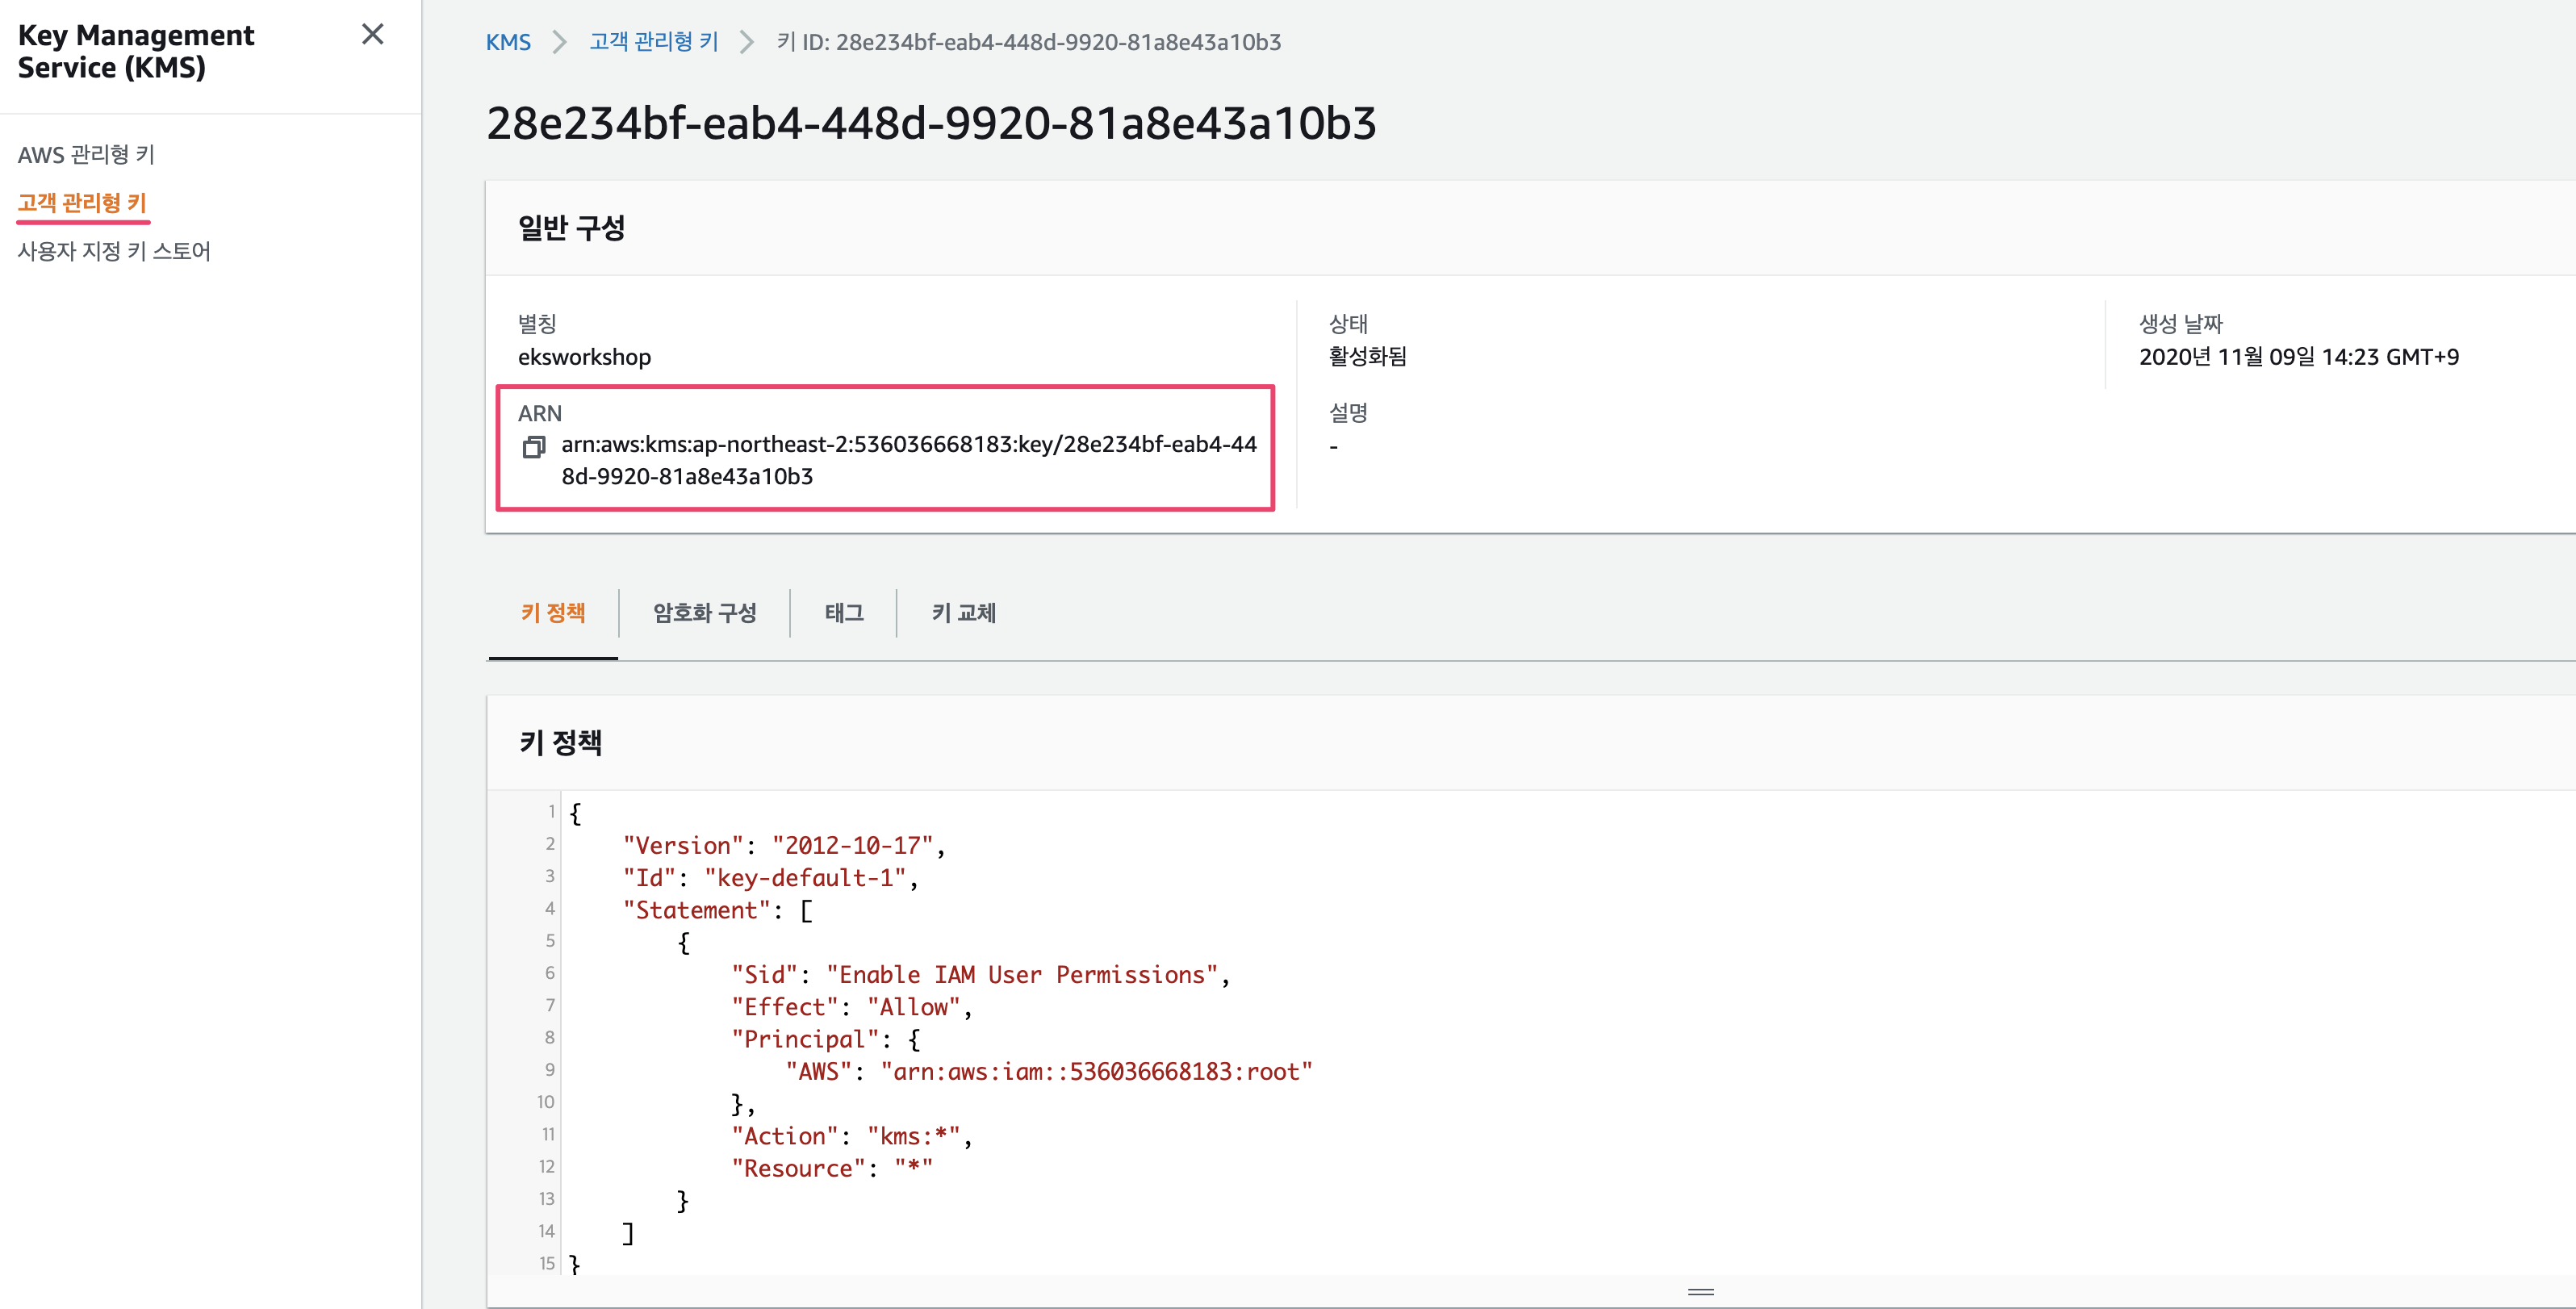 Key Management
Service (KMS)
AWS 관리형 키
고객 관리형 키
사용자 지정 키 스토어
KMS
고객 관리형 키
키 ID: 28e234bf-eab4-448d-9920-81a8e43a10b3
28e234bf-eab4-448d-9920-81a8e43a10b3
일반 구성
별칭
eksworkshop
ARN
arn:aws:kms:ap-northeast-2:536036668183:key/28e234bf-eab4-44
8d-9920-81a8e43a10b3
상태
활성화됨
설명
-
생성 날짜
2020년 11월 09일 14:23 GMT+9
키 정책
암호화 구성
태그
키 교체
키 정책
1 {
2 "Version": "2012-10-17",
3 "Id": "key-default-1",
4 "Statement": [
5 {
6 "Sid": "Enable IAM User Permissions",
7 "Effect": "Allow",
8 "Principal": {
9 "AWS": "arn:aws:iam::536036668183:root"
10 },
11 "Action": "kms:*",
12 "Resource": "*"
13 }
14 ]
15 }